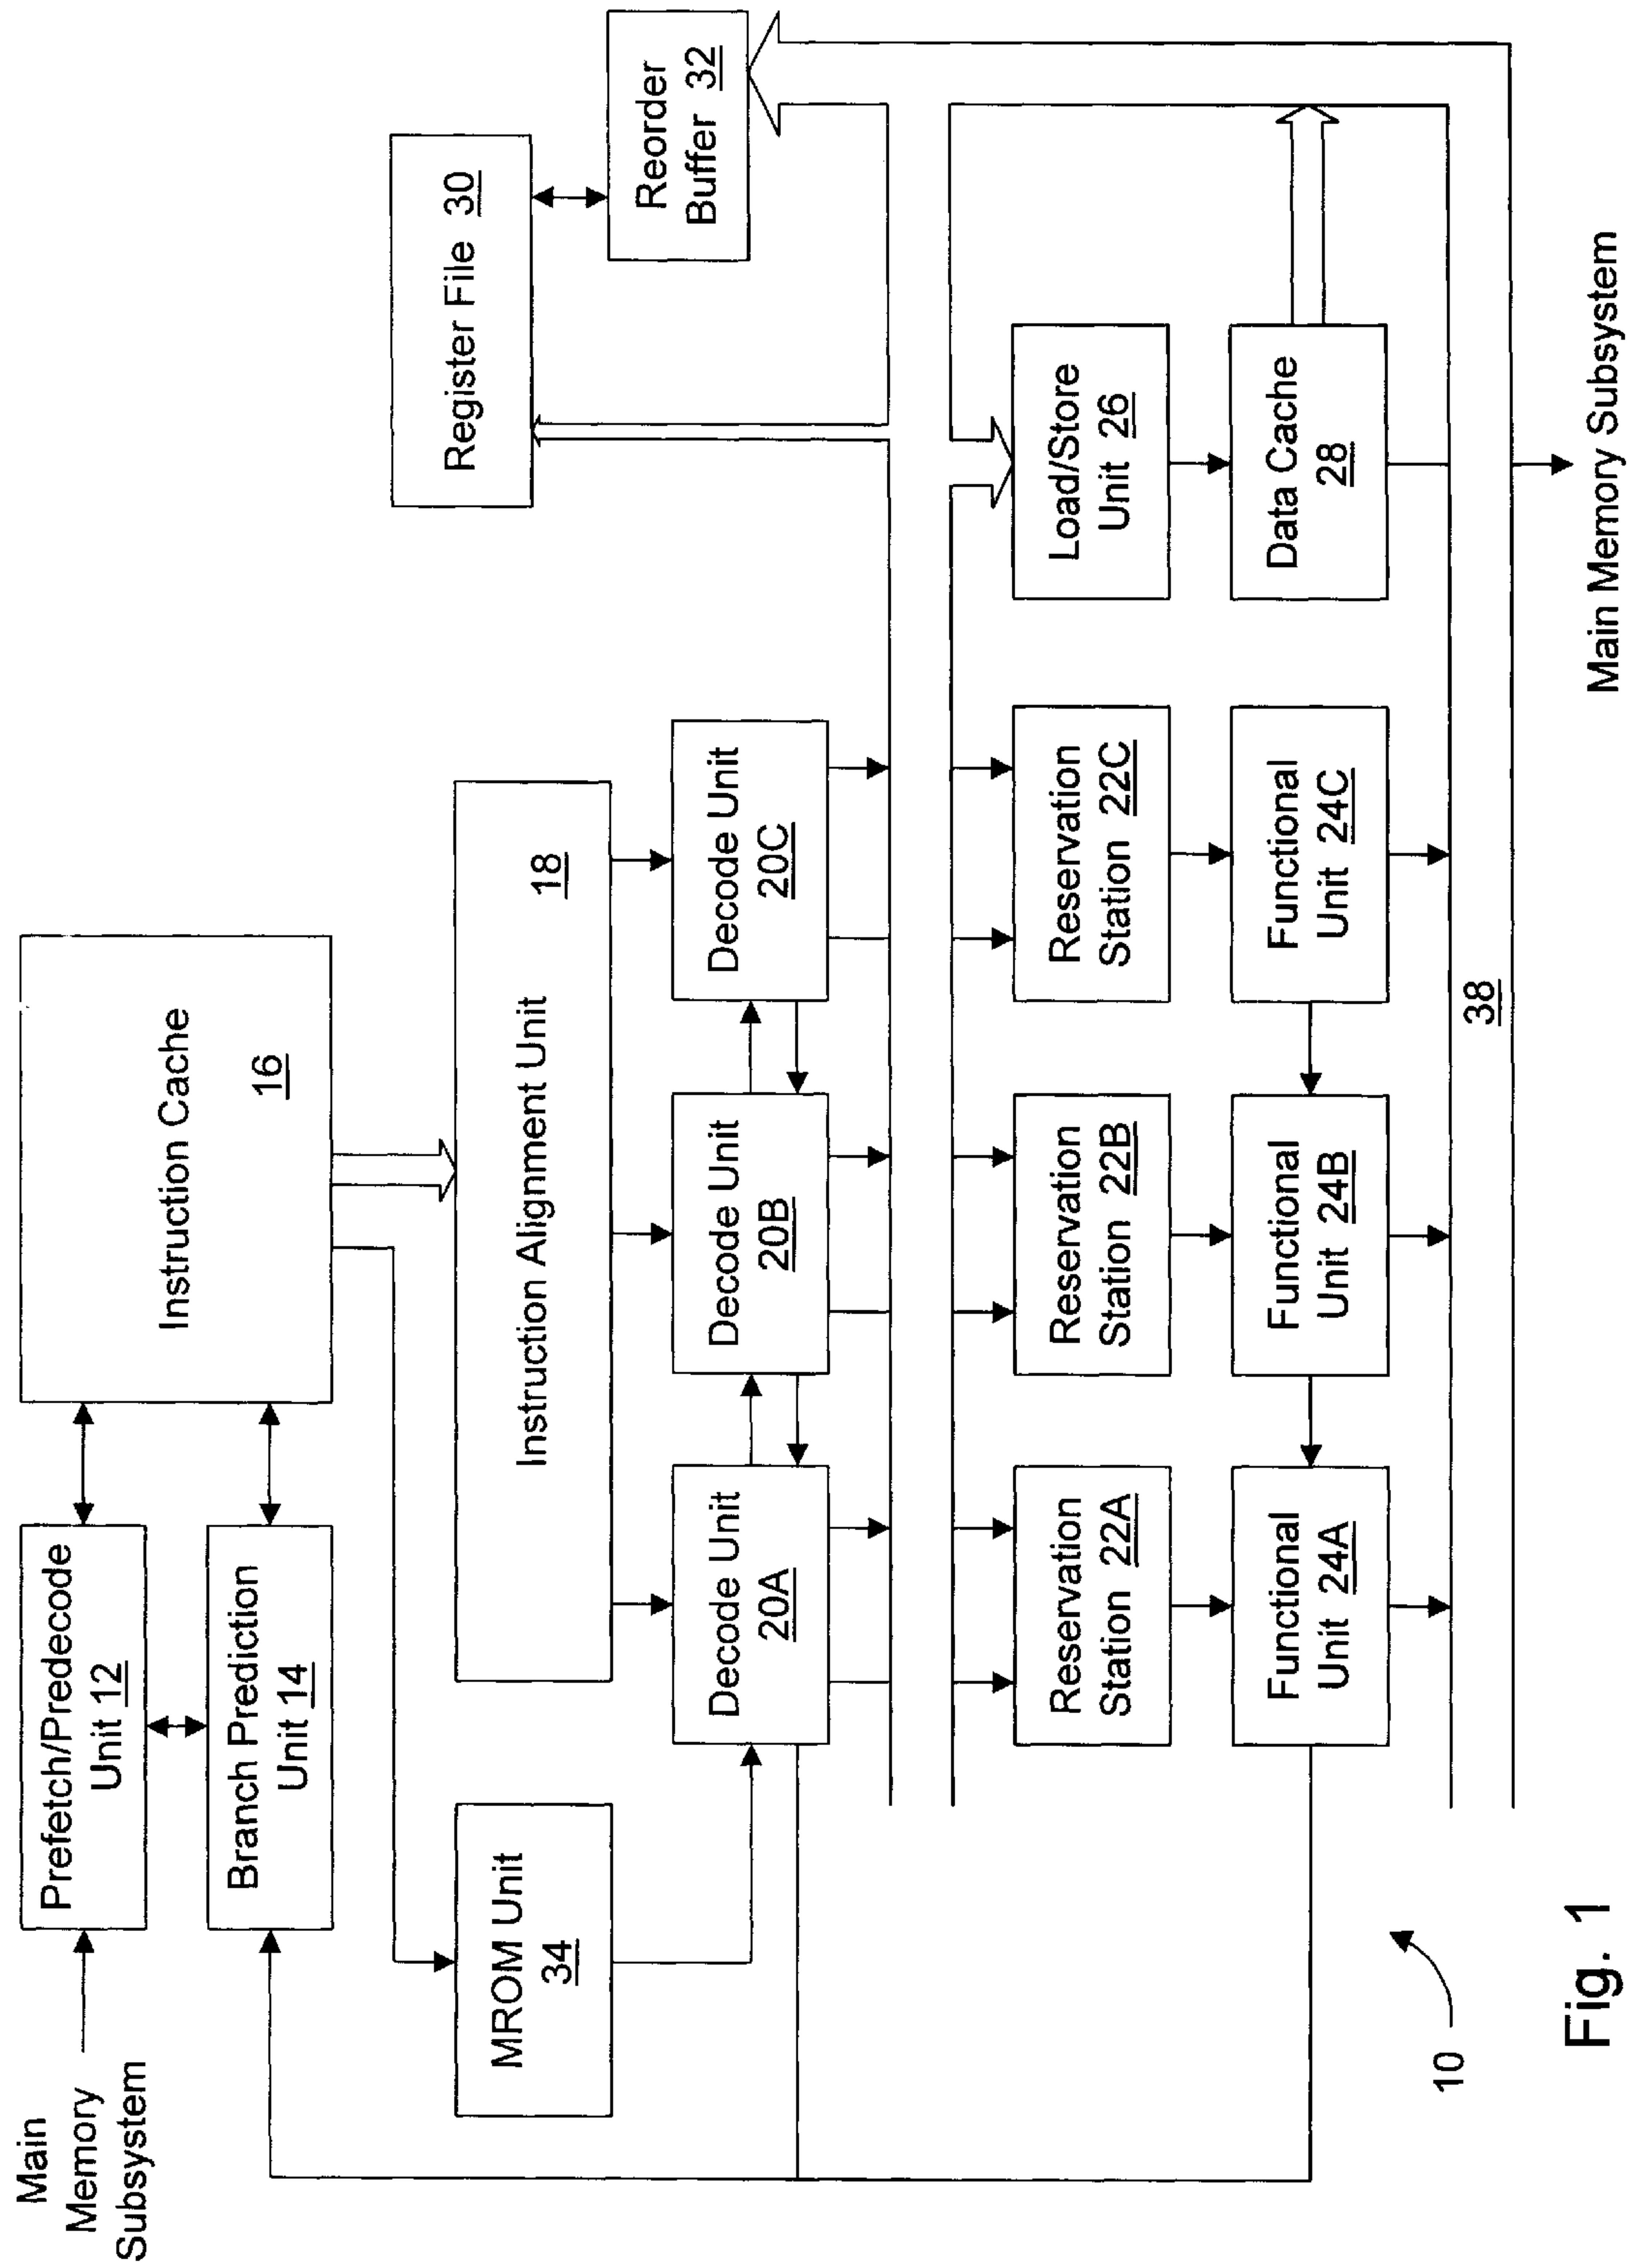 Main
Memory
Subsystem
Prefetch/Predecode
Unit 12
Branch Prediction
Unit 14
Instruction Cache
16
Register File 30
Reorder
Buffer 32
MROM Unit
34
Instruction Alignment Unit
18
Decode Unit
20A
Decode Unit
20B
Decode Unit
20C
Reservation
Station 22A
Reservation
Station 22B
Reservation
Station 22C
Load/Store
Unit 26
Functional
Unit 24A
Functional
Unit 24B
Functional
Unit 24C
Data Cache
28
38
10
Main Memory Subsystem
Fig. 1